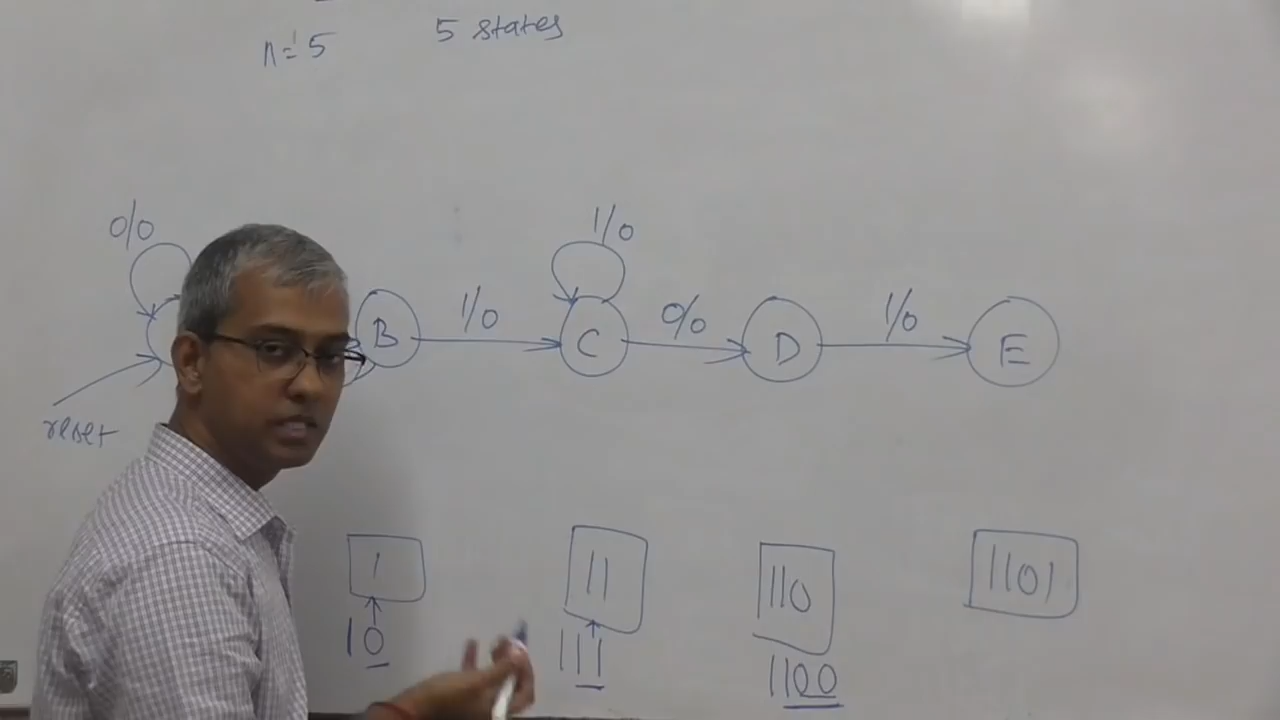 n=5 5 states
0/0 1/0
B 1/0 C 0/0 D 1/0 E
reset
1 11 110 1101
10 111 1100